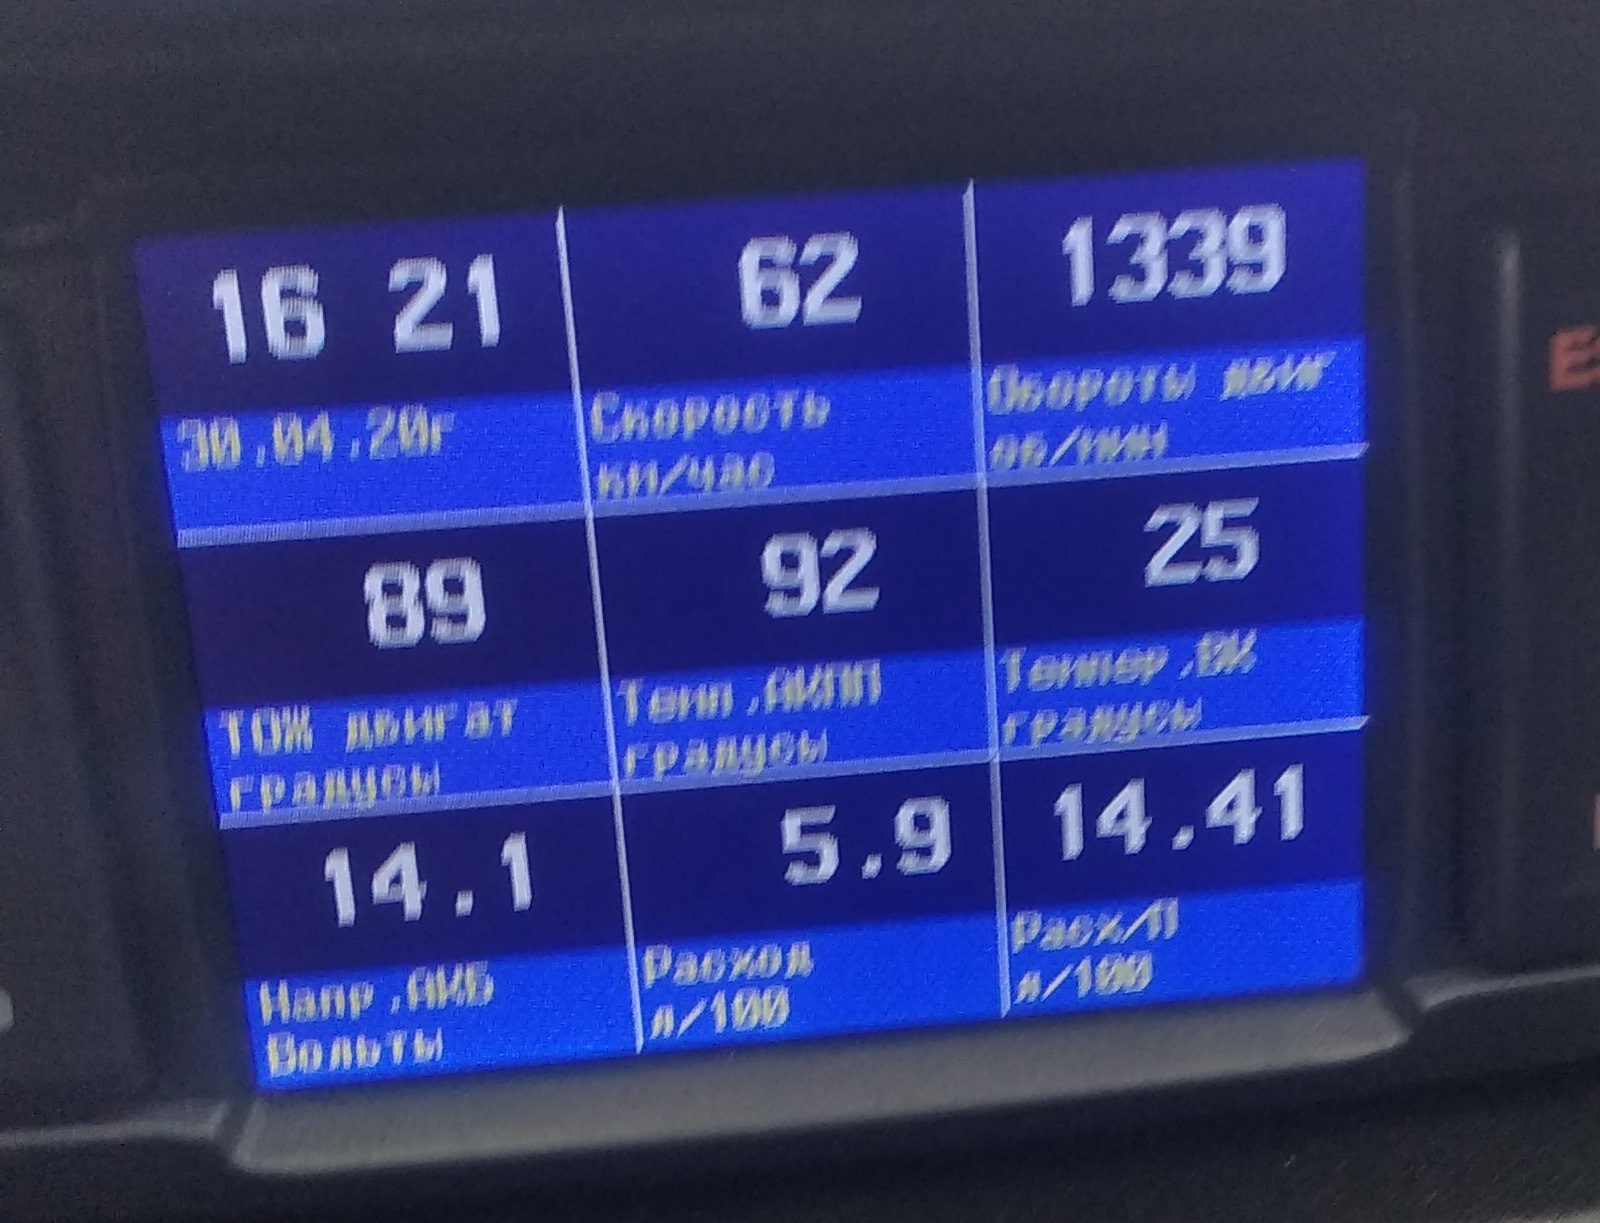 16 21
30.04.20г
62
Скорость
км/час
1339
Обороты двиг
об/мин
89
ТОЖ двигат
градусы
92
Темп.АКПП
градусы
25
Темпер.ВК
градусы
14.1
Напр.АКБ
Вольты
5.9
Расход
л/100
14.41
Расх/П
л/100